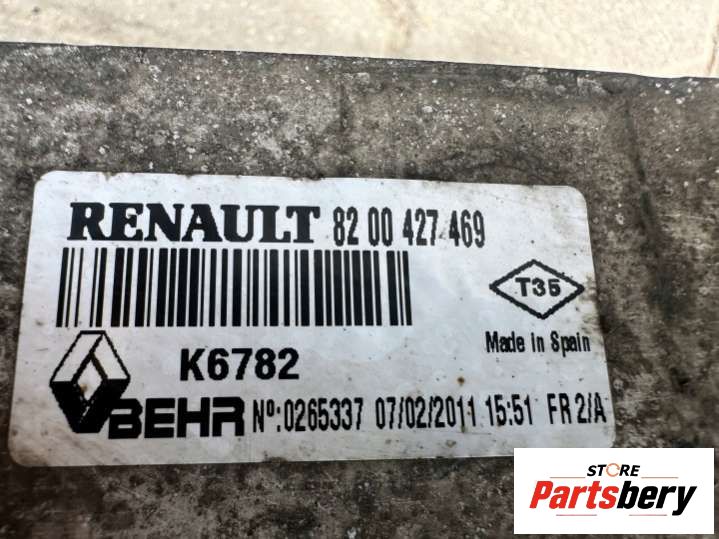 RENAULT 82 00 427 469
T35
Made in Spain
K6782
BEHR Nº:0265337 07/02/2011 15:51 FR 2/A
STORE
Partsbery